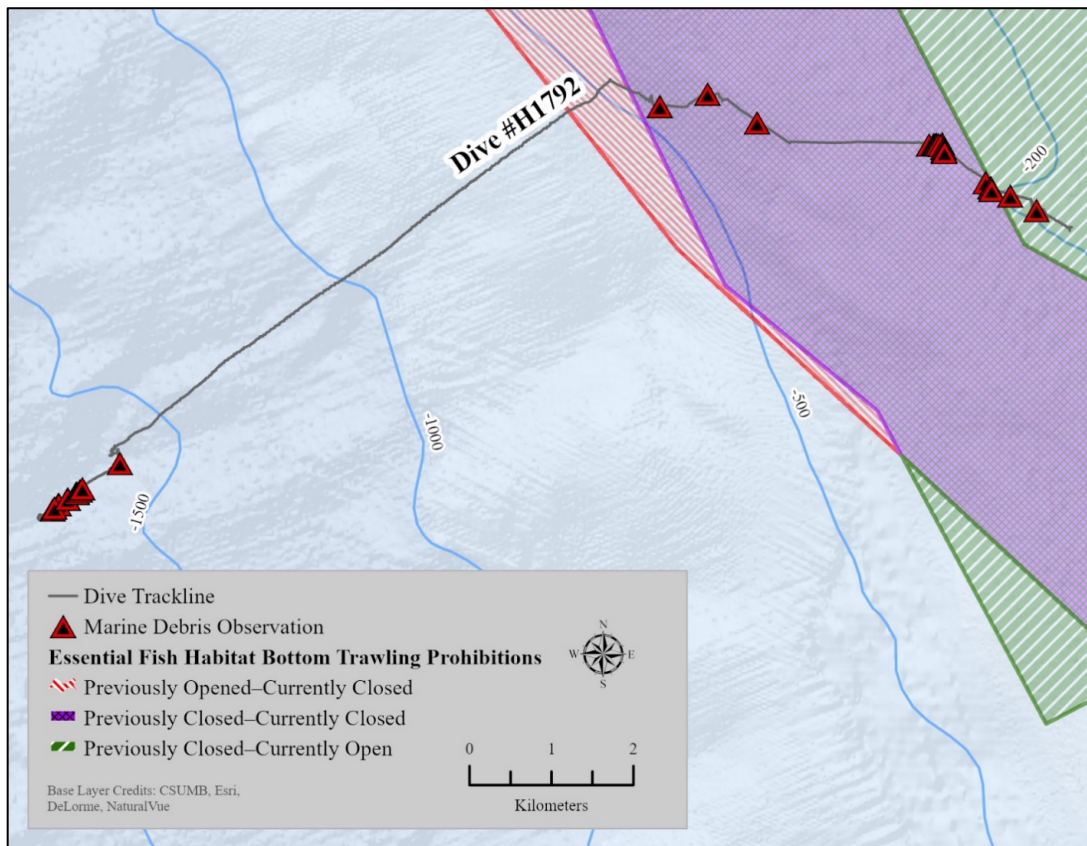 Dive #H1792
-200
-500
-1000
-1500
Dive Trackline
Marine Debris Observation
Essential Fish Habitat Bottom Trawling Prohibitions
N
W E
S
Previously Opened–Currently Closed
Previously Closed–Currently Closed
Previously Closed–Currently Open
0 1 2
Kilometers
Base Layer Credits: CSUMB, Esri,
DeLorme, NaturalVue